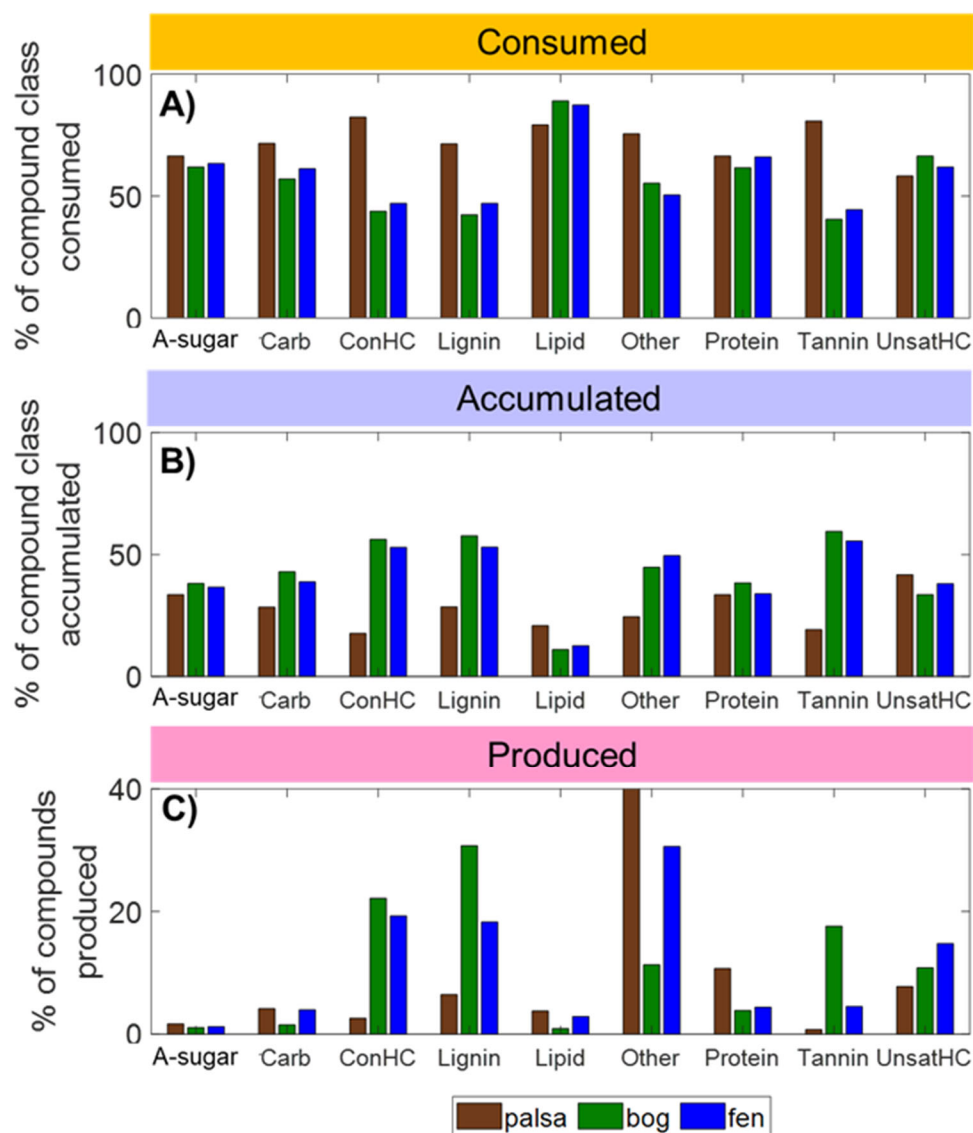 Consumed
A)
% of compound class
consumed
100
50
0
A-sugar Carb ConHC Lignin Lipid Other Protein Tannin UnsatHC
Accumulated
B)
% of compound class
accumulated
100
50
0
A-sugar Carb ConHC Lignin Lipid Other Protein Tannin UnsatHC
Produced
C)
% of compounds
produced
40
20
0
A-sugar Carb ConHC Lignin Lipid Other Protein Tannin UnsatHC
palsa bog fen